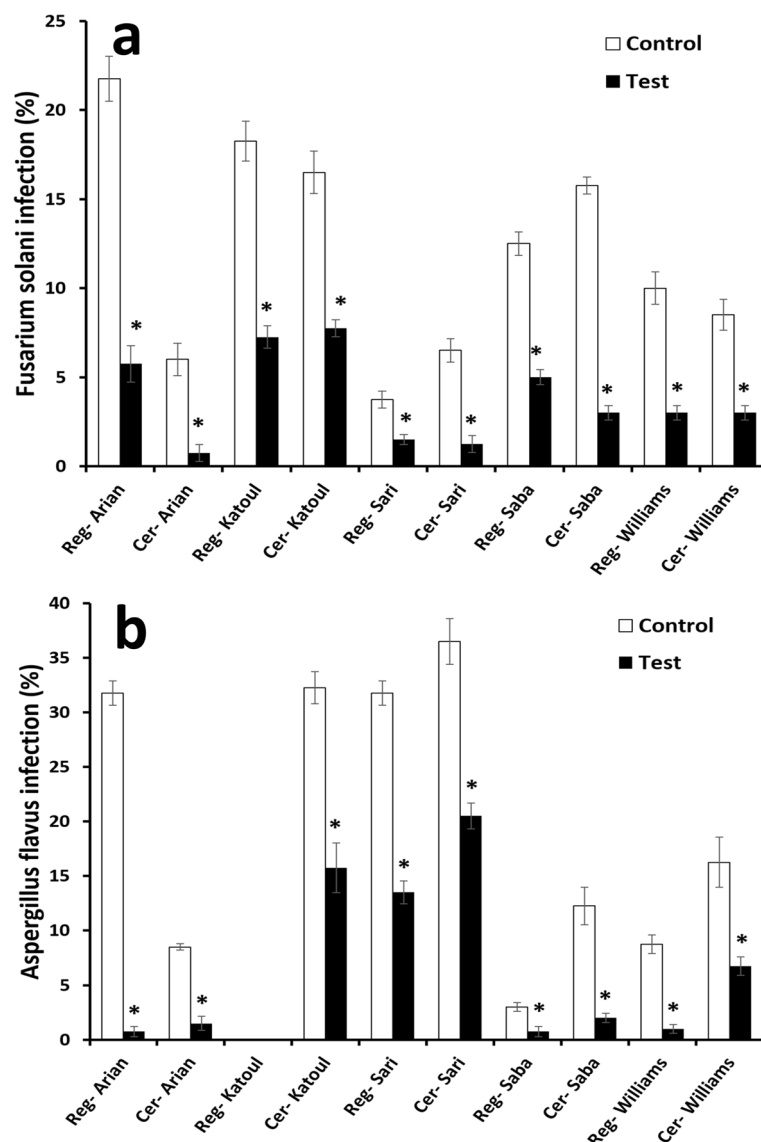 a
Control
Test
Fusarium solani infection (%)
25
20
15
10
5
0
* * * * * * * * * *
Reg- Arian
Cer- Arian
Reg- Katoul
Cer- Katoul
Reg- Sari
Cer- Sari
Reg- Saba
Cer- Saba
Reg- Williams
Cer- Williams
b
Control
Test
Aspergillus flavus infection (%)
40
35
30
25
20
15
10
5
0
* * * * * * * * *
Reg- Arian
Cer- Arian
Reg- Katoul
Cer- Katoul
Reg- Sari
Cer- Sari
Reg- Saba
Cer- Saba
Reg- Williams
Cer- Williams